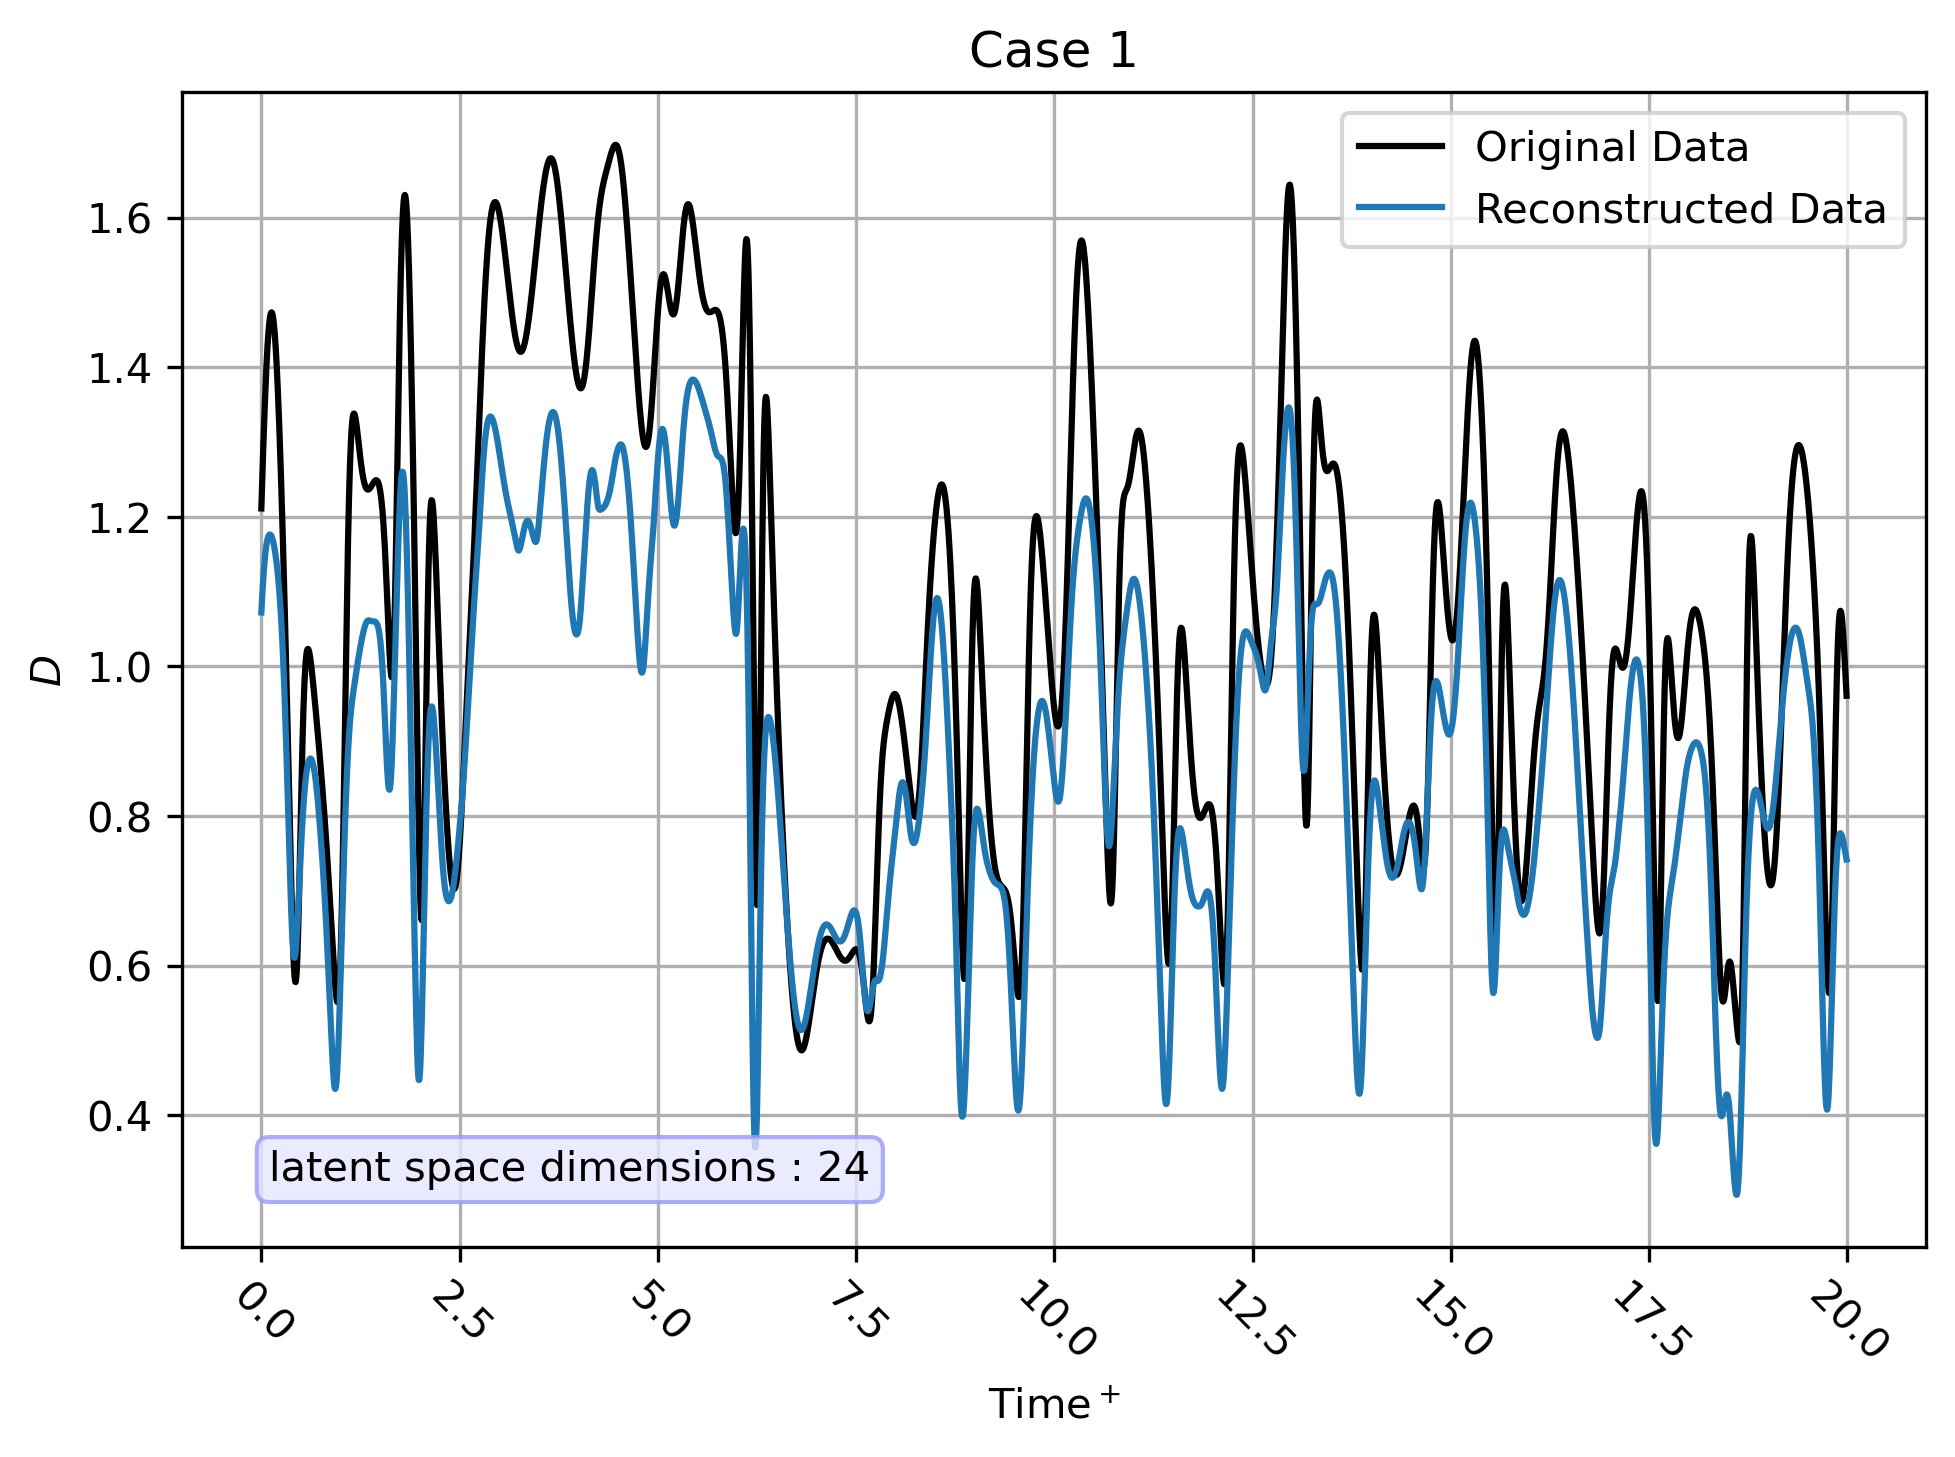 Case 1
Original Data
Reconstructed Data
D
1.6
1.4
1.2
1.0
0.8
0.6
0.4
latent space dimensions : 24
0.0 2.5 5.0 7.5 10.0 12.5 15.0 17.5 20.0
Time⁺